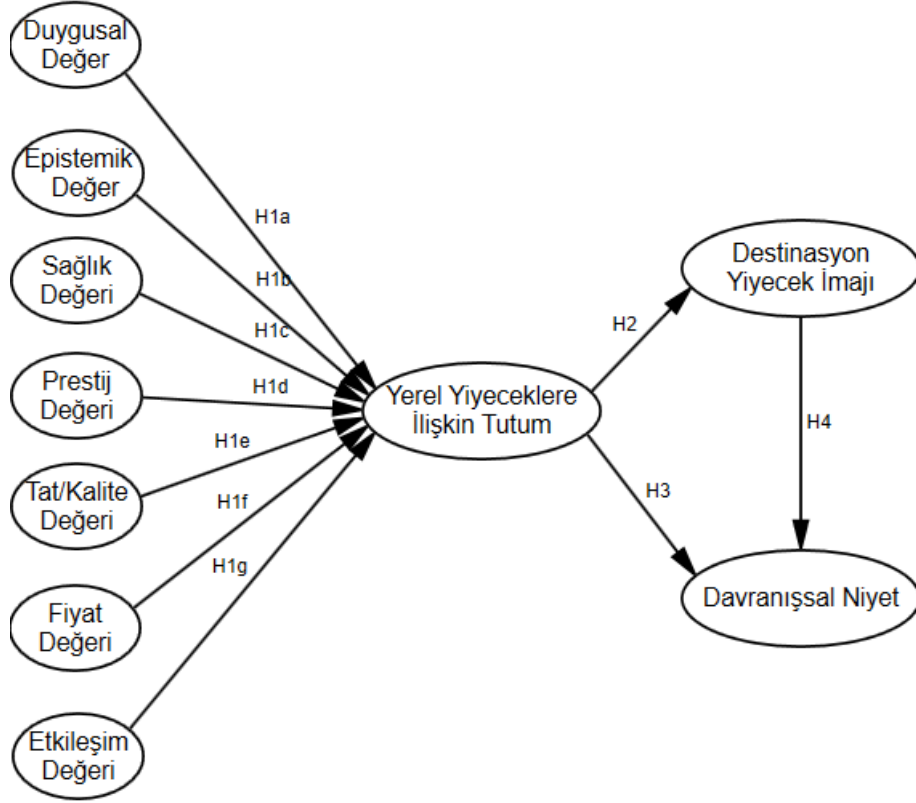 Duygusal
Değer
Epistemik
Değer
Sağlık
Değeri
Prestij
Değeri
Tat/Kalite
Değeri
Fiyat
Değeri
Etkileşim
Değeri
H1a
H1b
H1c
H1d
H1e
H1f
H1g
Yerel Yiyeceklere
İlişkin Tutum
H2
H3
Destinasyon
Yiyecek İmajı
H4
Davranışsal Niyet